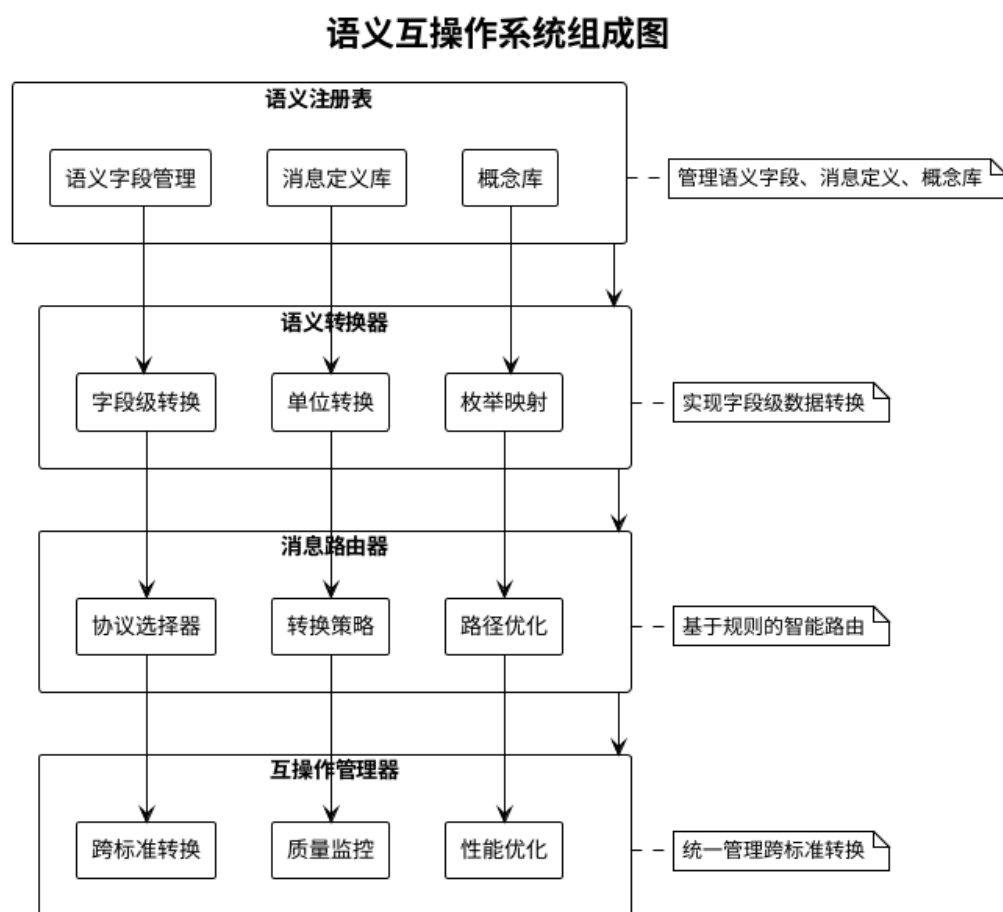 语义互操作系统组成图
语义注册表
语义字段管理
消息定义库
概念库
管理语义字段、消息定义、概念库
语义转换器
字段级转换
单位转换
枚举映射
实现字段级数据转换
消息路由器
协议选择器
转换策略
路径优化
基于规则的智能路由
互操作管理器
跨标准转换
质量监控
性能优化
统一管理跨标准转换